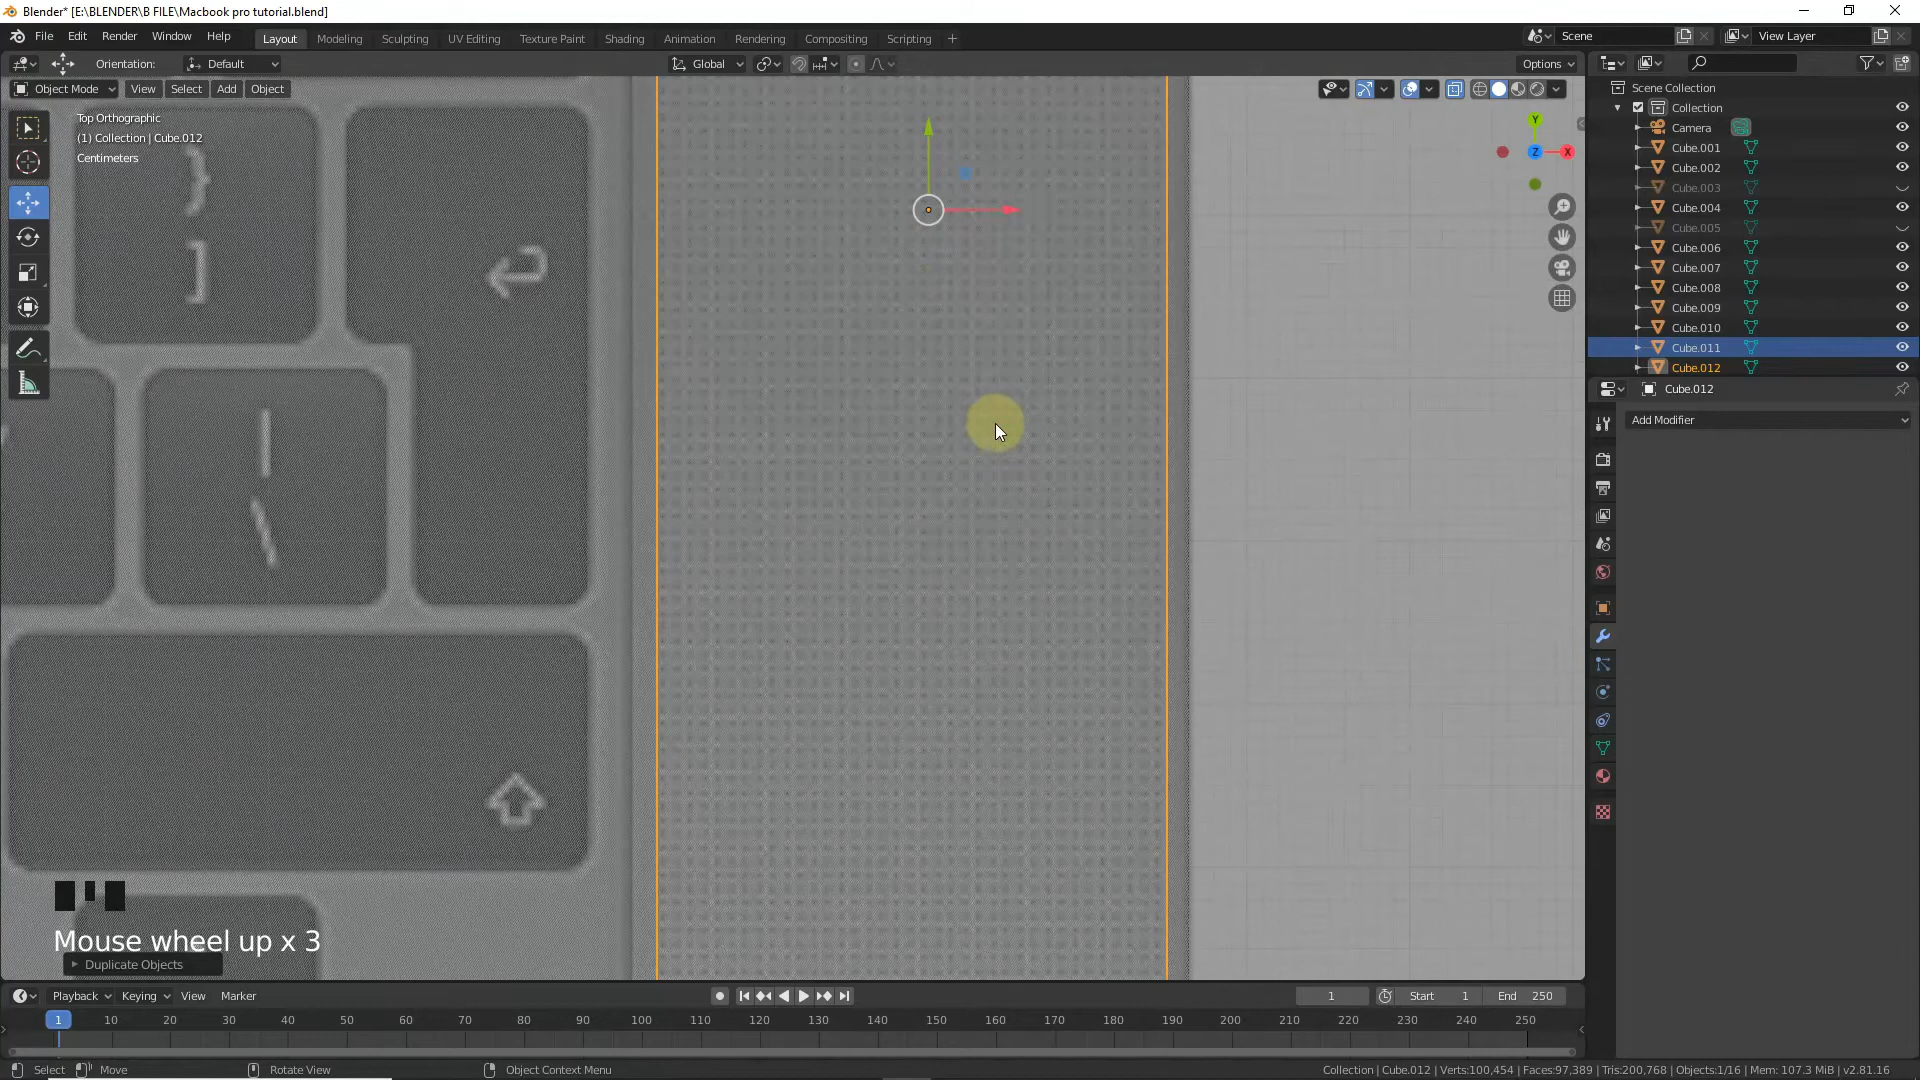 Blender* [E:\BLENDER\B FILE\Macbook pro tutorial.blend]
File Edit Render Window Help Layout Modeling Sculpting UV Editing Texture Paint Shading Animation Rendering Compositing Scripting + Scene View Layer
Orientation: Default Global Options
Object Mode View Select Add Object
Top Orthographic
(1) Collection | Cube.012
Centimeters
Y
Z
X
}
]
|
\
Scene Collection
Collection
Camera
Cube.001
Cube.002
Cube.003
Cube.004
Cube.005
Cube.006
Cube.007
Cube.008
Cube.009
Cube.010
Cube.011
Cube.012
Cube.012
Add Modifier
Mouse wheel up x 3
Duplicate Objects
Playback Keying View Marker 1 Start 1 End 250
1 10 20 30 40 50 60 70 80 90 100 110 120 130 140 150 160 170 180 190 200 210 220 230 240 250
Select Move Rotate View Object Context Menu Collection | Cube.012 | Verts:100,454 | Faces:97,389 | Tris:200,768 | Objects:1/16 | Mem: 107.3 MiB | v2.81.16